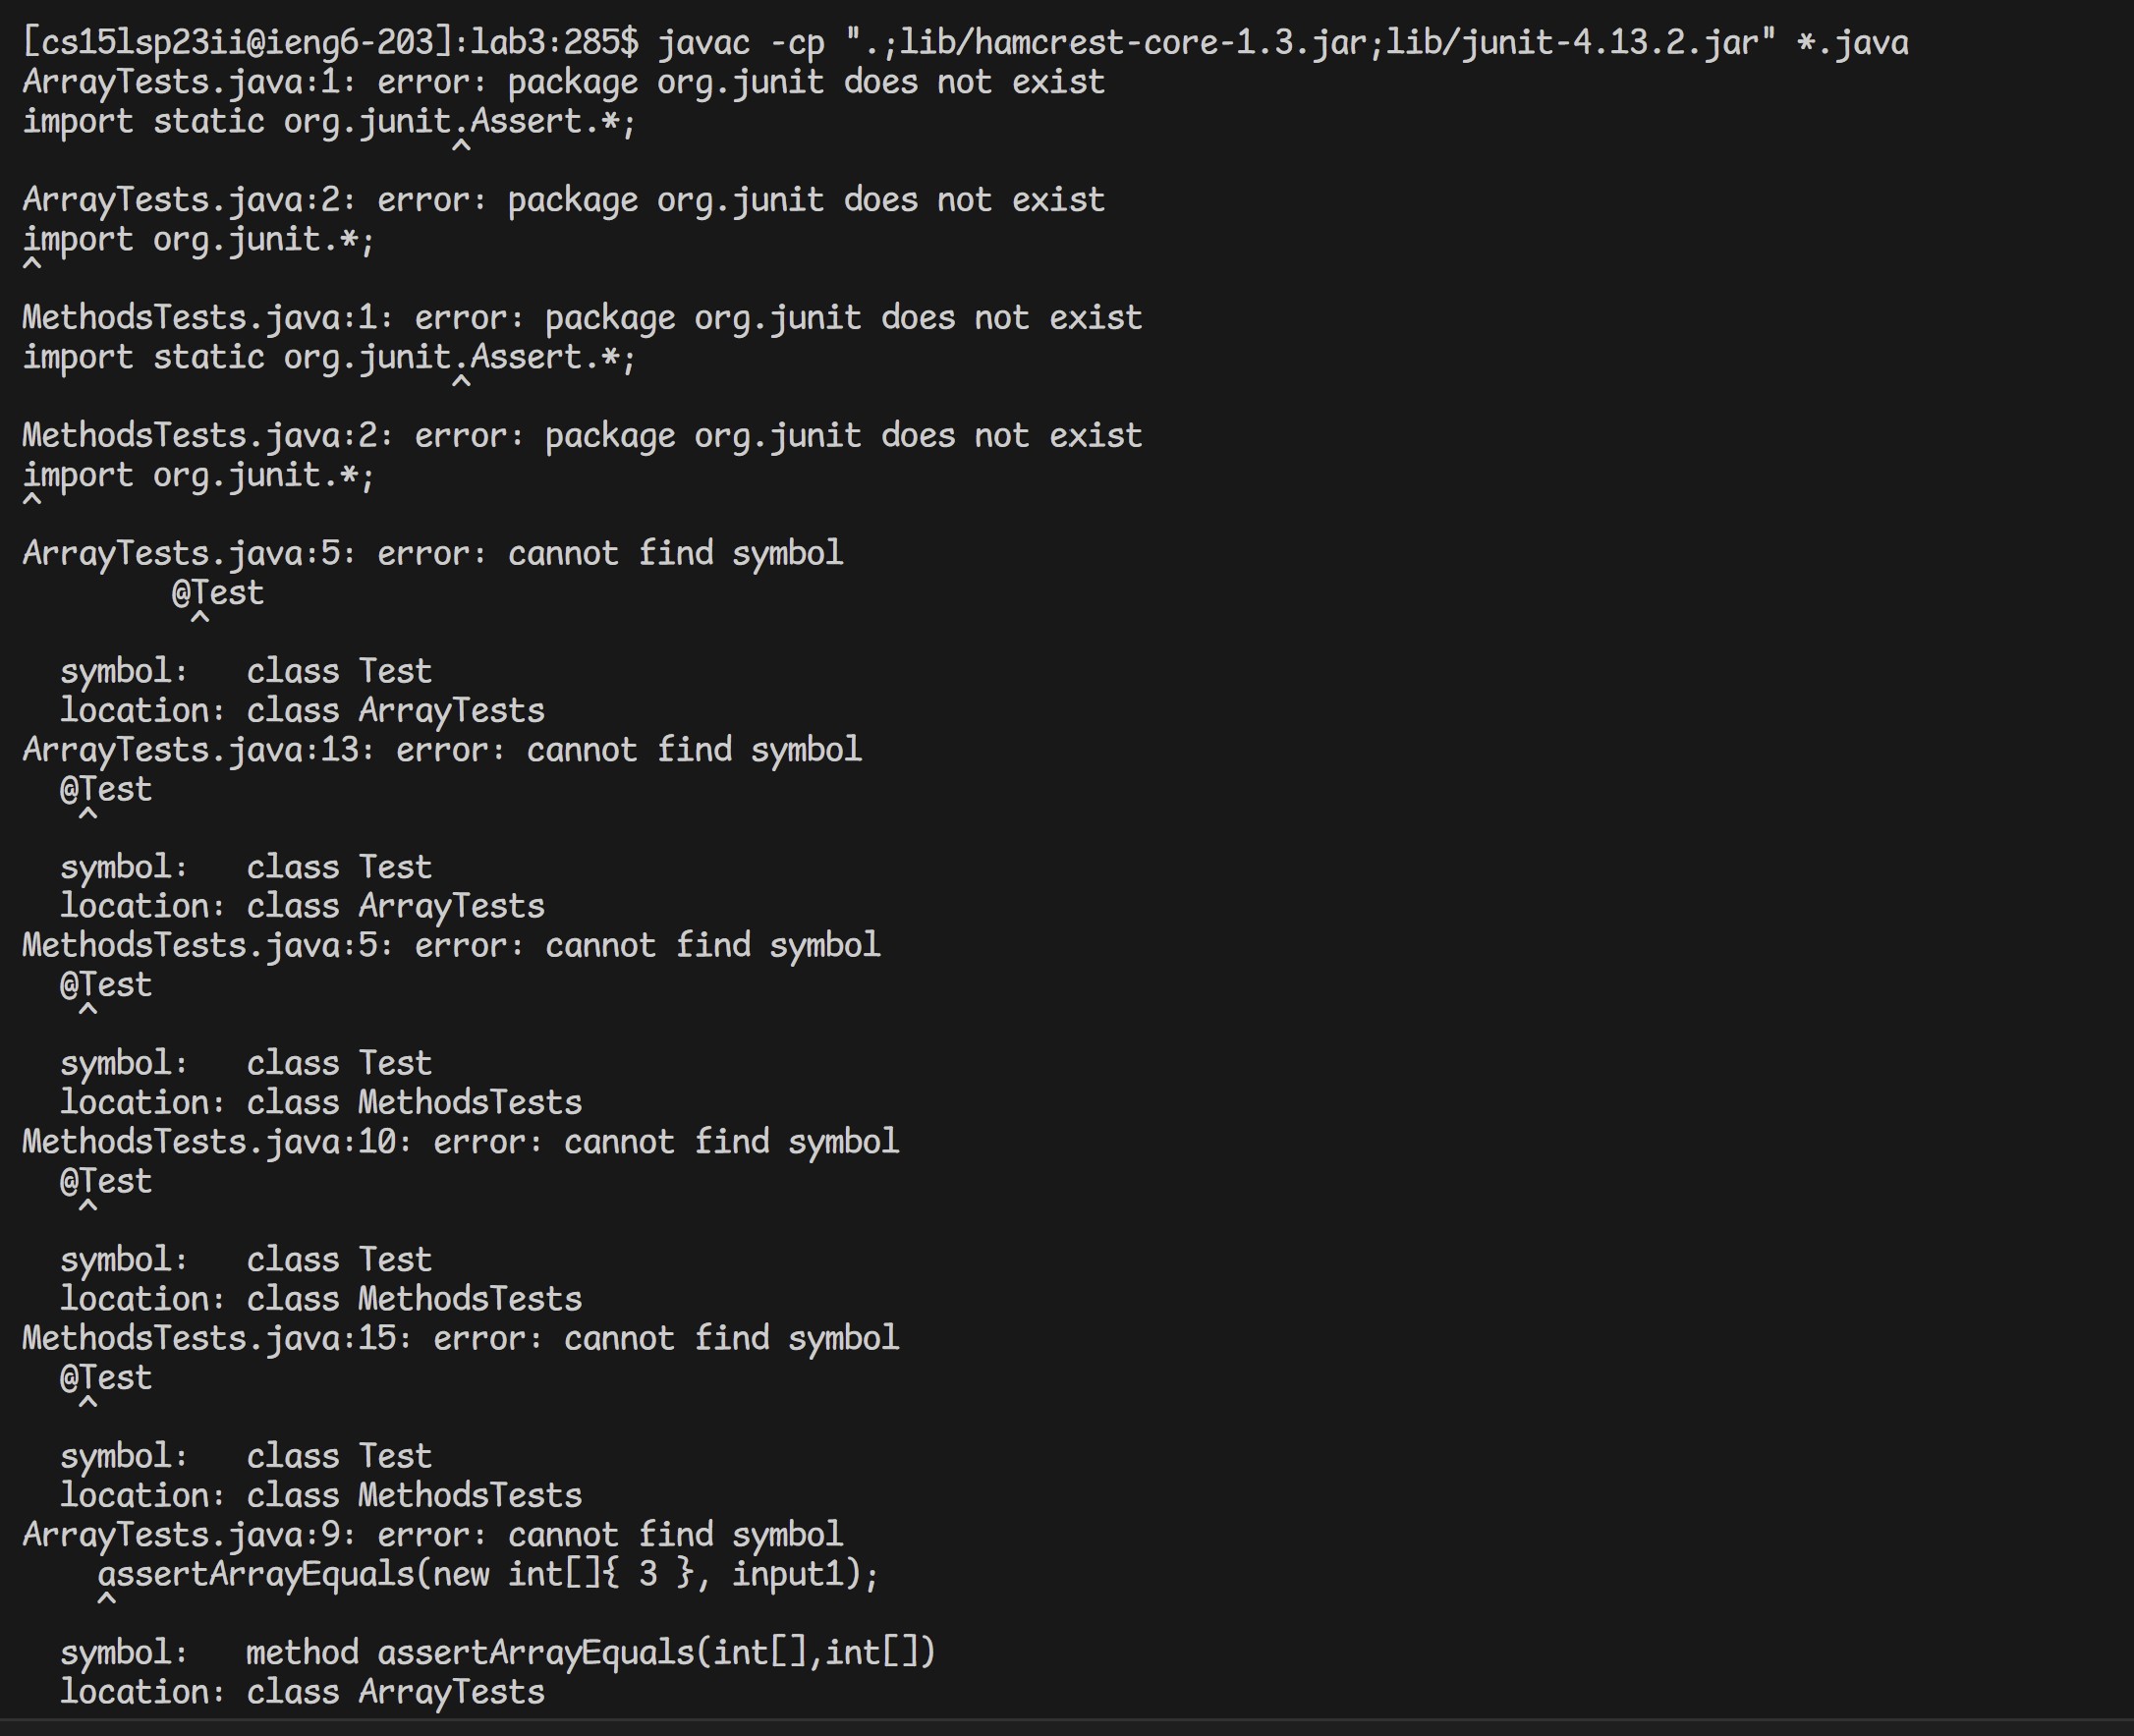 [cs15lsp23ii@ieng6-203]:lab3:285$ javac -cp ".;lib/hamcrest-core-1.3.jar;lib/junit-4.13.2.jar" *.java
ArrayTests.java:1: error: package org.junit does not exist
import static org.junit.Assert.*;
                       ^
ArrayTests.java:2: error: package org.junit does not exist
import org.junit.*;
^
MethodsTests.java:1: error: package org.junit does not exist
import static org.junit.Assert.*;
                       ^
MethodsTests.java:2: error: package org.junit does not exist
import org.junit.*;
^
ArrayTests.java:5: error: cannot find symbol
        @Test
         ^
  symbol:   class Test
  location: class ArrayTests
ArrayTests.java:13: error: cannot find symbol
  @Test
   ^
  symbol:   class Test
  location: class ArrayTests
MethodsTests.java:5: error: cannot find symbol
  @Test
   ^
  symbol:   class Test
  location: class MethodsTests
MethodsTests.java:10: error: cannot find symbol
  @Test
   ^
  symbol:   class Test
  location: class MethodsTests
MethodsTests.java:15: error: cannot find symbol
  @Test
   ^
  symbol:   class Test
  location: class MethodsTests
ArrayTests.java:9: error: cannot find symbol
    assertArrayEquals(new int[]{ 3 }, input1);
    ^
  symbol:   method assertArrayEquals(int[],int[])
  location: class ArrayTests